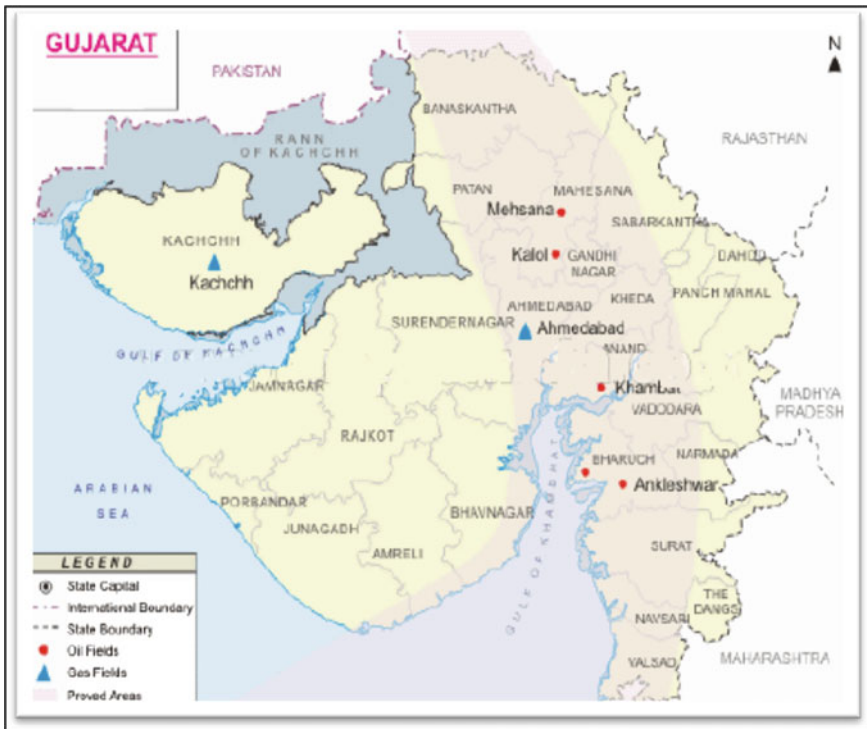 GUJARAT
N
PAKISTAN
BANASKANTHA
RANN
OF KACHCHH
RAJASTHAN
PATAN
MAHESANA
Mehsana
SABARKANTHA
KACHCHH
Kachchh
Kalol
GANDHI
NAGAR
DAHOD
PANCH MAHAL
AHMEDABAD
KHEDA
SURENDERNAGAR
Ahmedabad
GULF OF KACHCHH
ANAND
JAMNAGAR
Khambat
MADHYA
PRADESH
VADODARA
RAJKOT
NARMADA
BHARUCH
ARABIAN
SEA
Ankleshwar
PORBANDAR
BHAVNAGAR
JUNAGADH
GULF OF KHAMBHAT
AMRELI
SURAT
THE
DANGS
NAVSARI
MAHARASHTRA
VALSAD
LEGEND
State Capital
International Boundary
State Boundary
Oil Fields
Gas Fields
Proved Areas